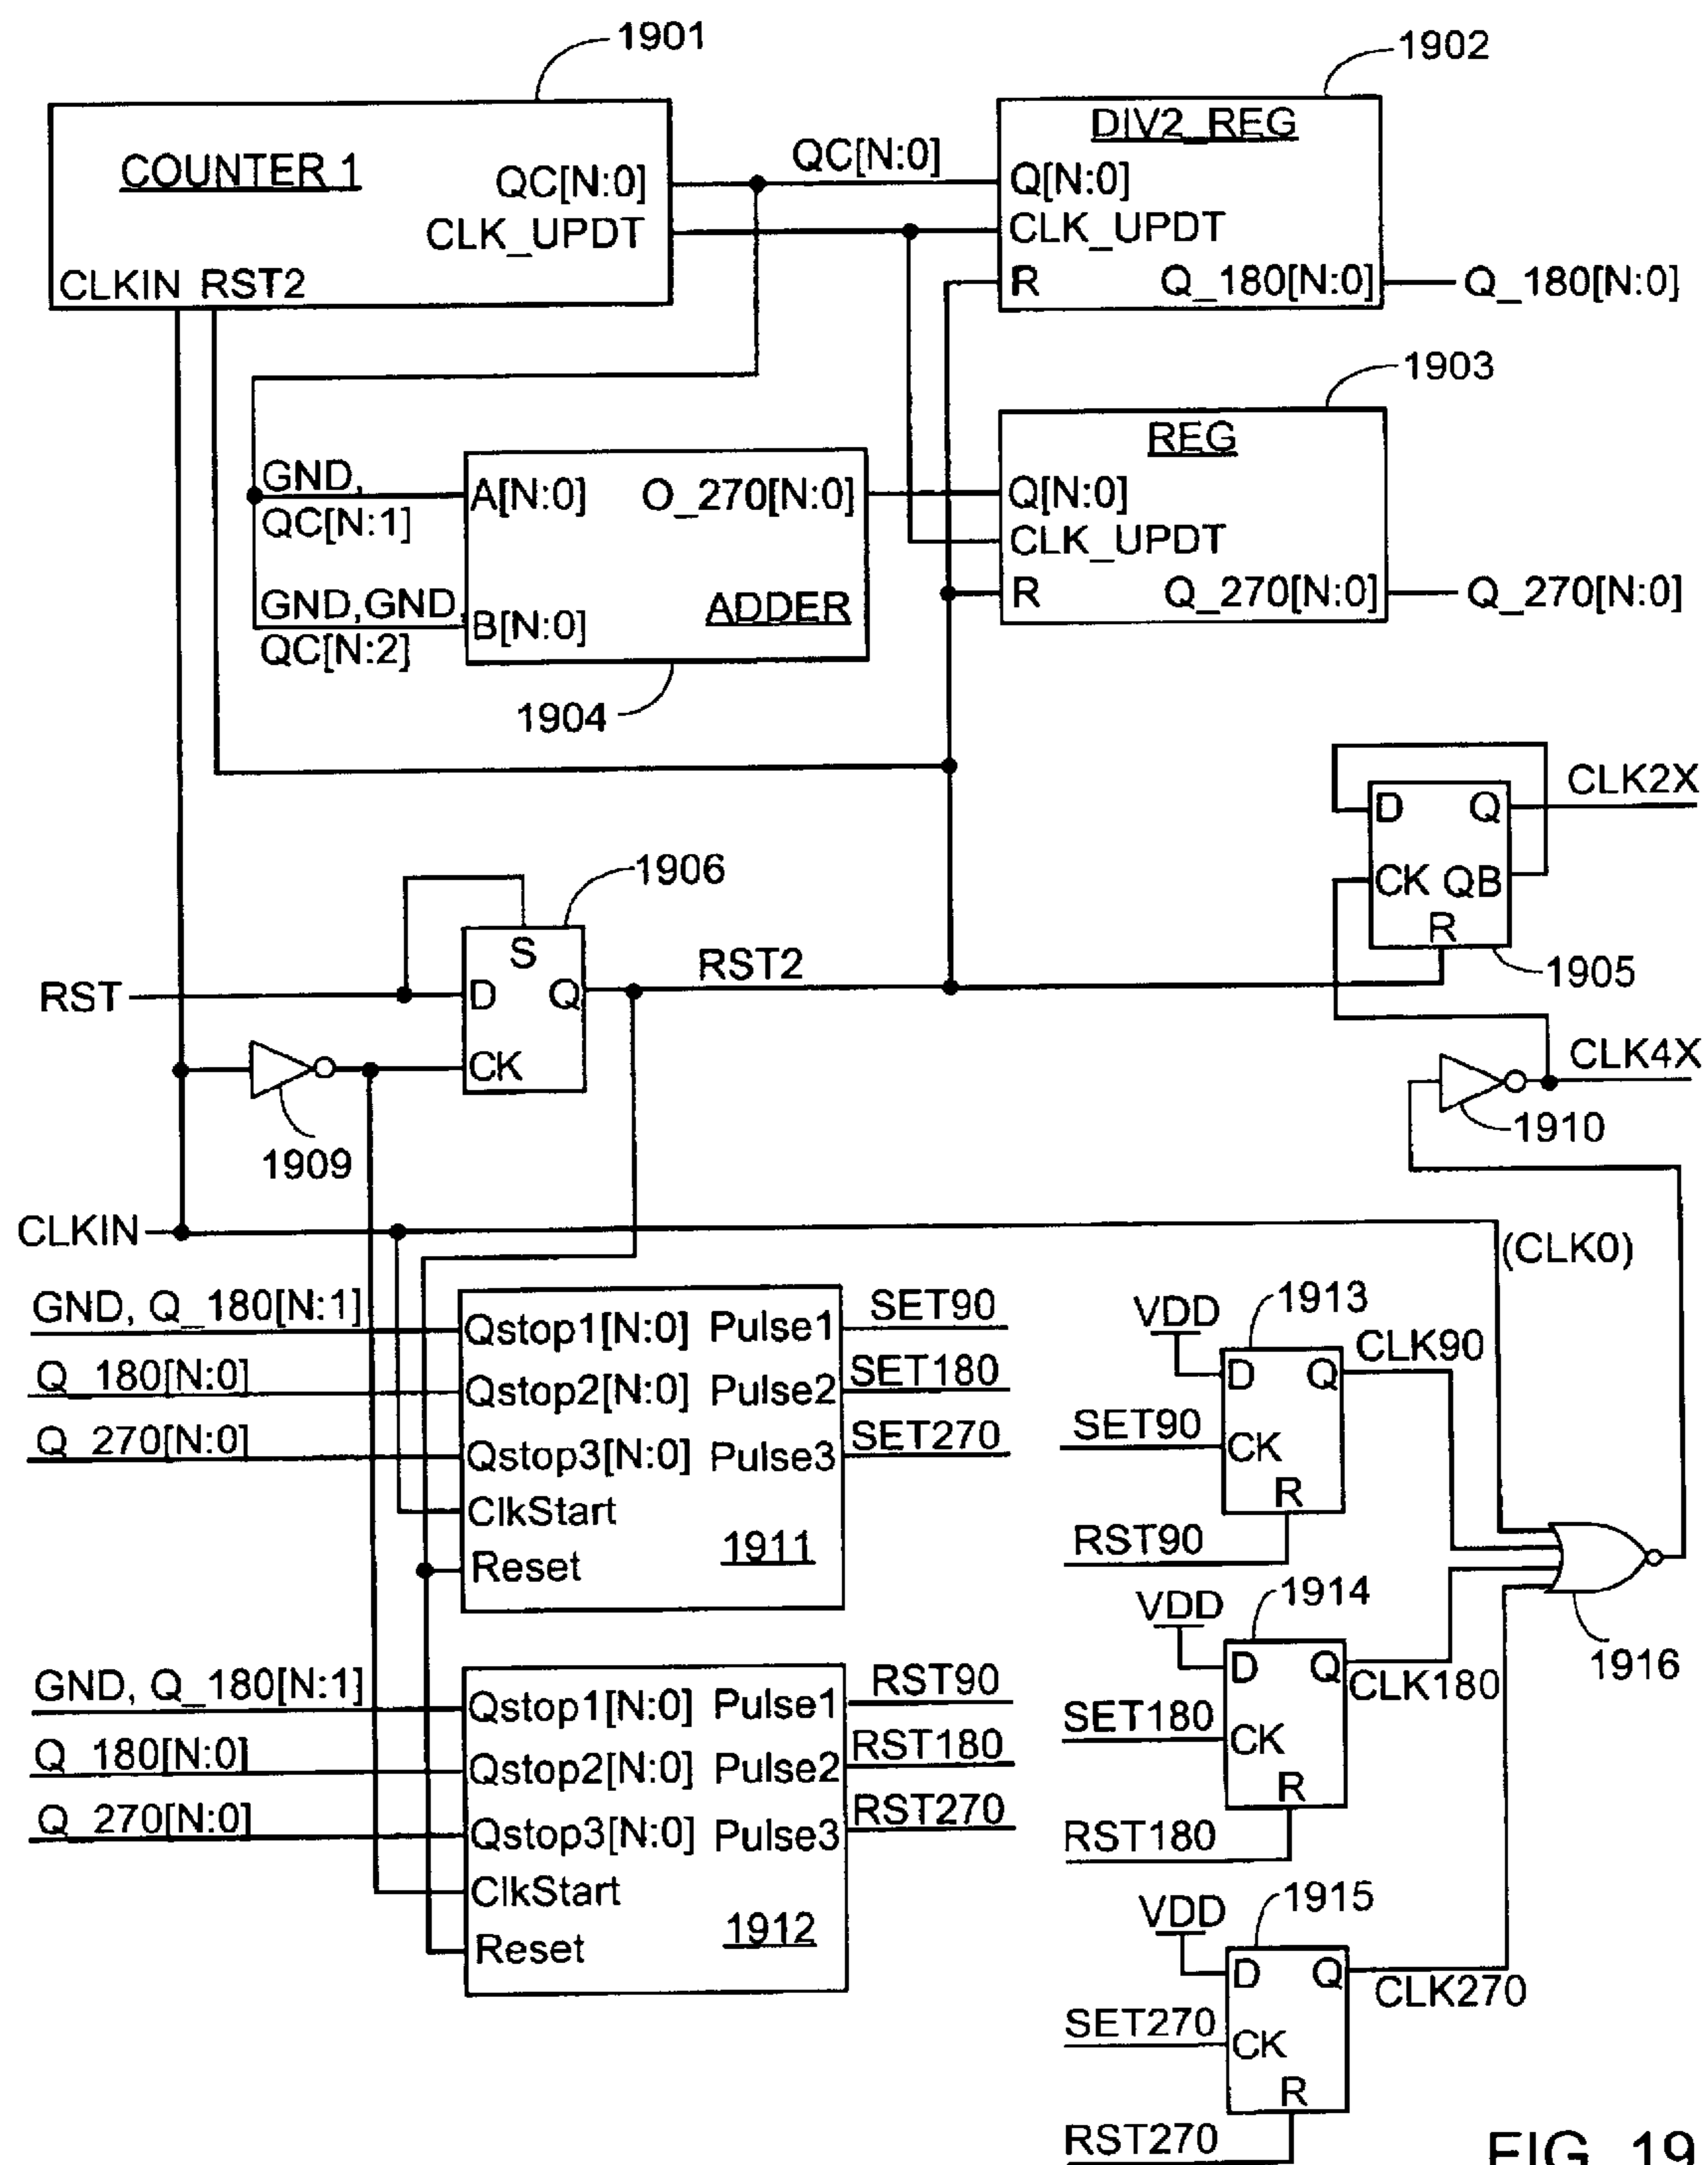 1901
COUNTER 1
QC[N:0]
CLK_UPDT
CLKIN RST2
QC[N:0]
1902
DIV2_REG
Q[N:0]
CLK_UPDT
R
Q_180[N:0]
Q_180[N:0]
1903
REG
Q[N:0]
CLK_UPDT
R
Q_270[N:0]
Q_270[N:0]
GND,
QC[N:1]
GND,GND,
QC[N:2]
A[N:0]
O_270[N:0]
B[N:0]
ADDER
1904
CLK2X
D Q
CK QB
R
1905
1906
S
RST
D Q
CK
RST2
1909
CLK4X
1910
CLKIN
(CLK0)
GND, Q_180[N:1]
Q_180[N:0]
Q_270[N:0]
Qstop1[N:0] Pulse1
Qstop2[N:0] Pulse2
Qstop3[N:0] Pulse3
ClkStart
Reset
1911
SET90
SET180
SET270
GND, Q_180[N:1]
Q_180[N:0]
Q_270[N:0]
Qstop1[N:0] Pulse1
Qstop2[N:0] Pulse2
Qstop3[N:0] Pulse3
ClkStart
Reset
1912
RST90
RST180
RST270
VDD
1913
D Q
CLK90
SET90
CK
R
RST90
VDD
1914
D Q
CLK180
SET180
CK
R
RST180
1916
VDD
1915
D Q
CLK270
SET270
CK
R
RST270
FIG. 19